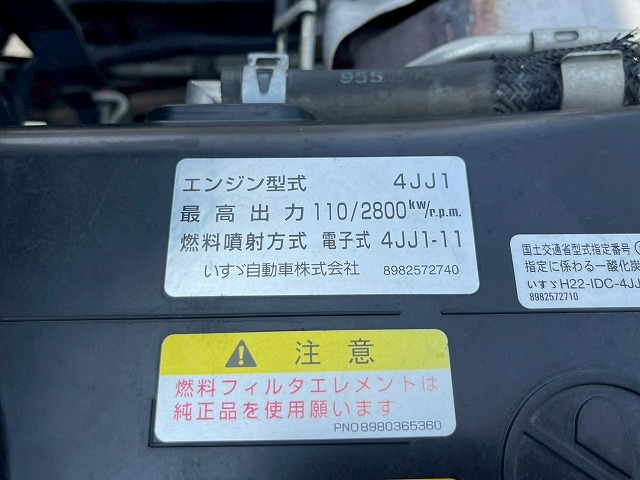 955
エンジン型式 4JJ1
最高出力 110/2800kw/r.p.m.
燃料噴射方式 電子式 4JJ1-11
いすゞ自動車株式会社 8982572740
国土交通省型式指定番号
指定に係わる一酸化炭
いすゞH22-IDC-4JJ
8982572710
注意
燃料フィルタエレメントは
純正品を使用願います
PNO8980365360